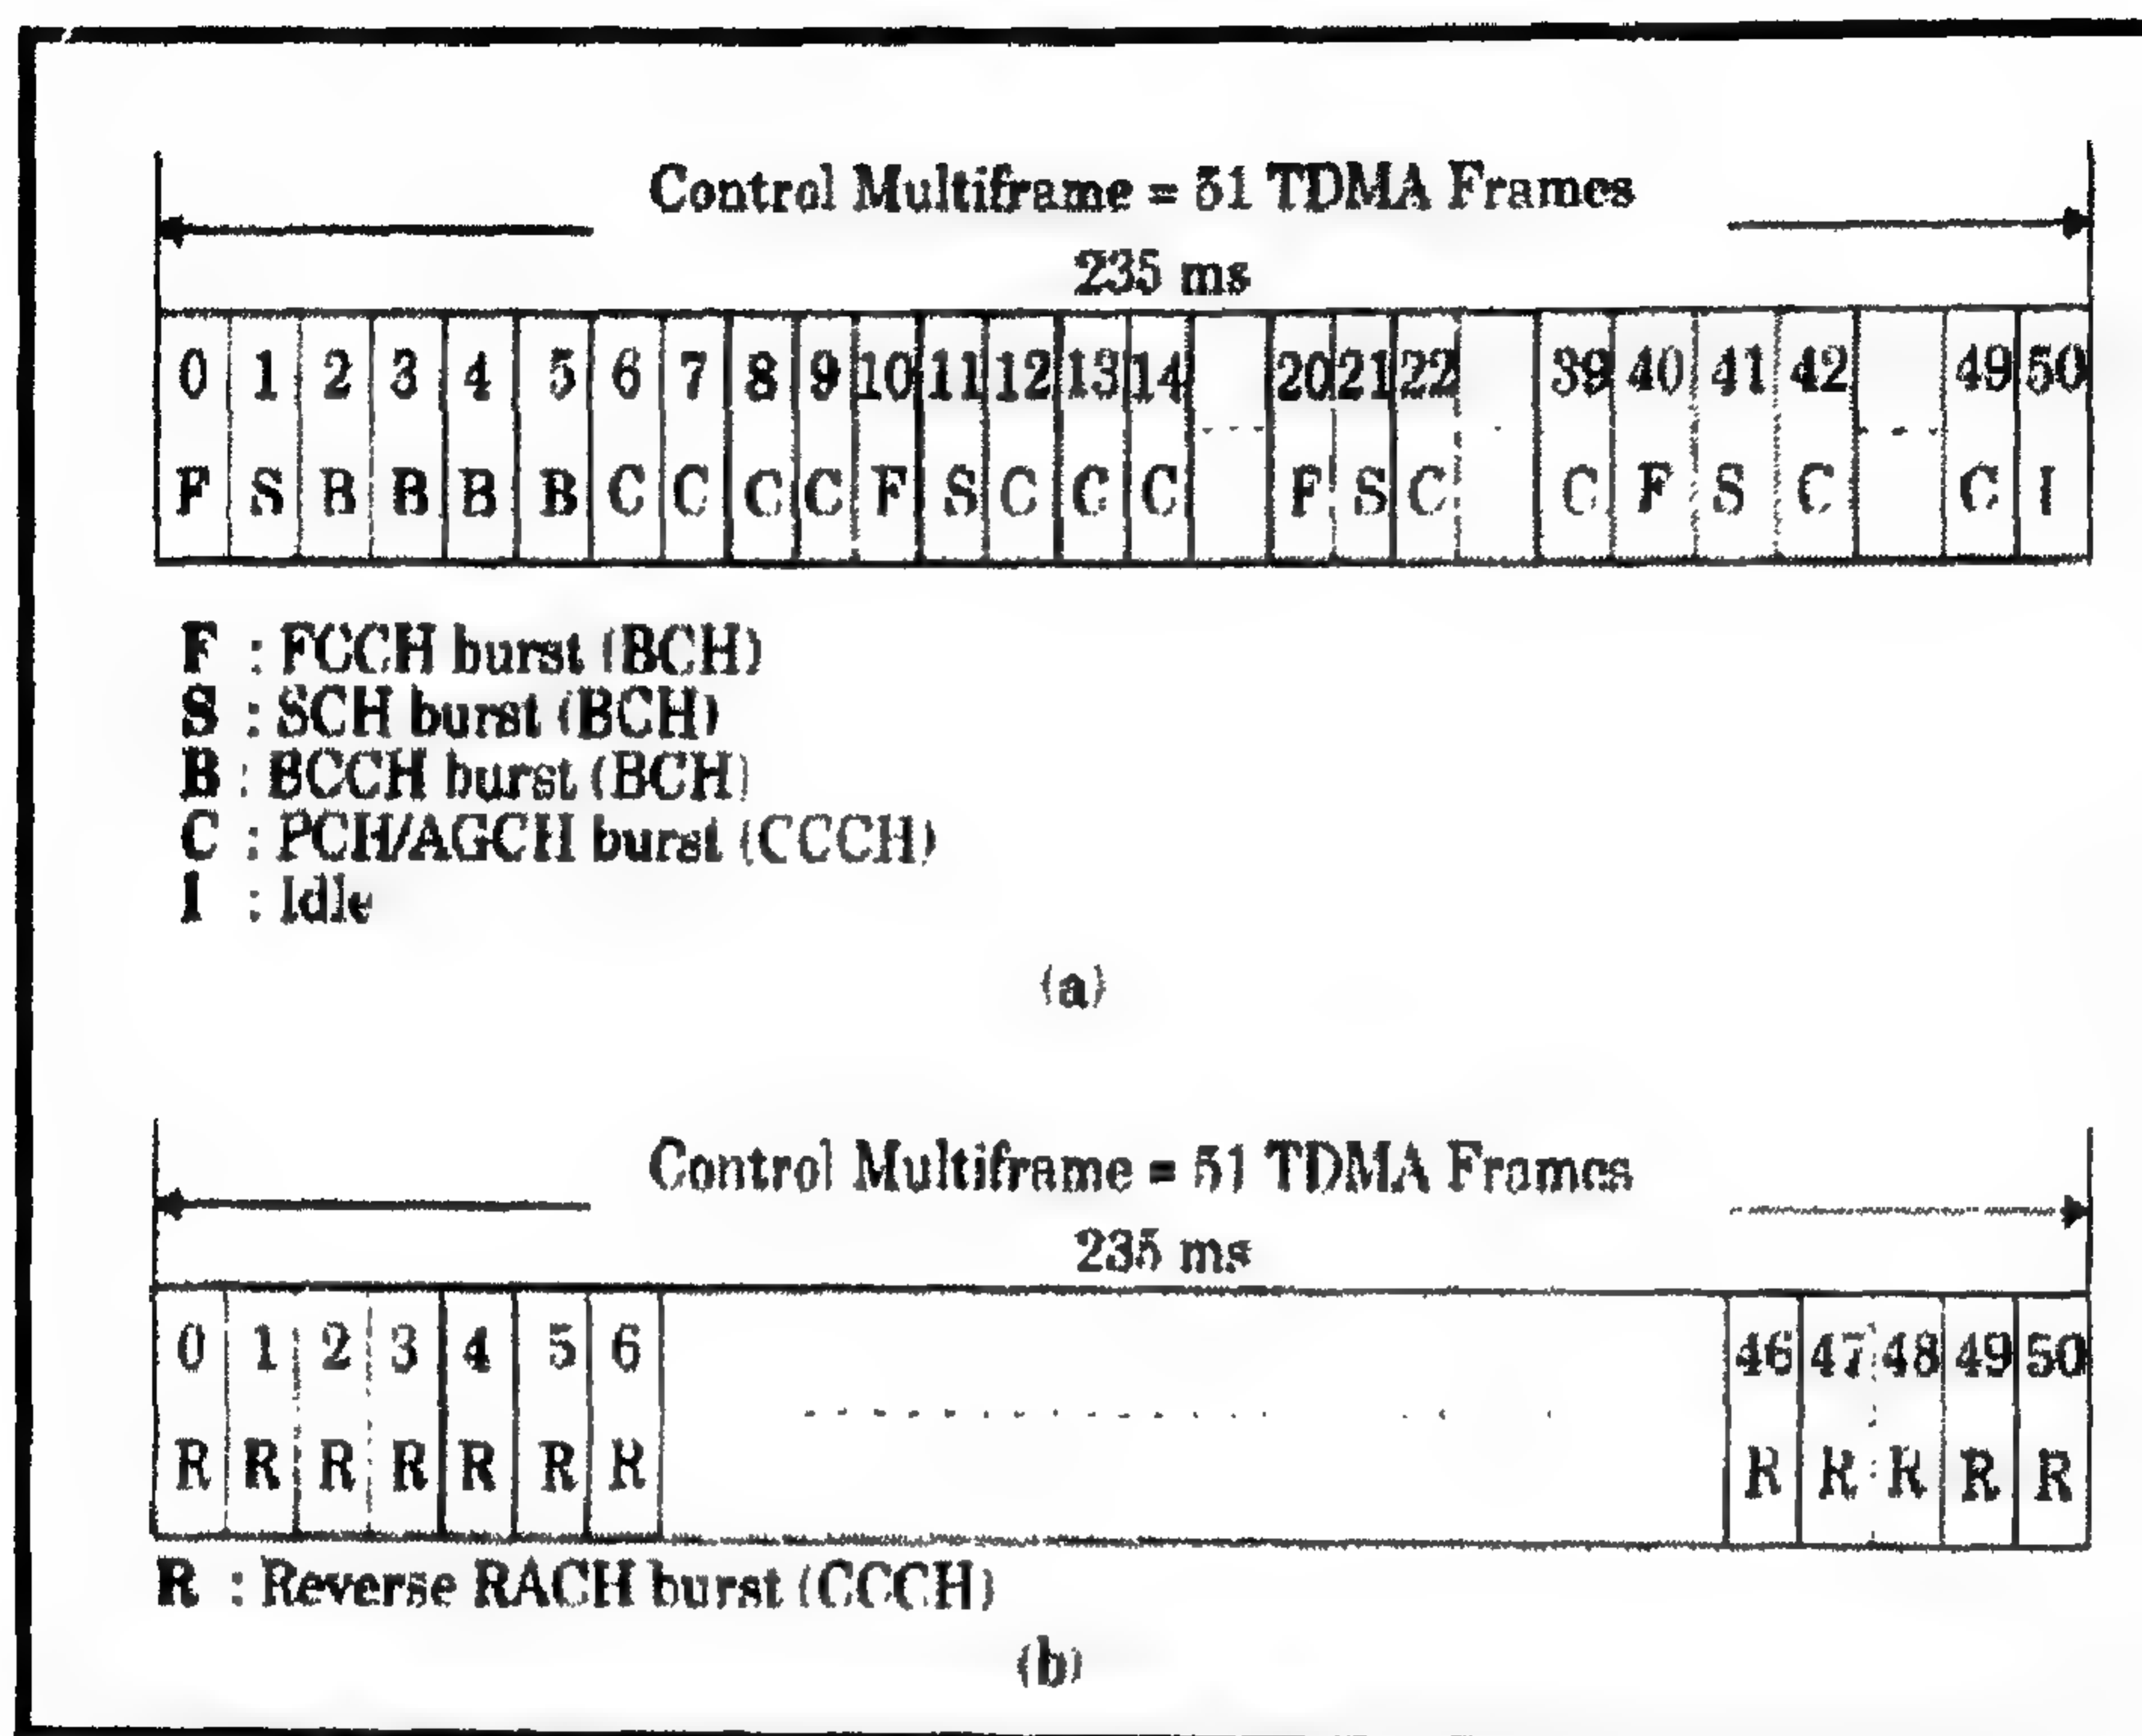 Control Multiframe = 51 TDMA Frames
235 ms
0 1 2 3 4 5 6 7 8 9 10 11 12 13 14 20 21 22 39 40 41 42 49 50
F S B B B B C C C C F S C C C F S C C F S C C I
F : FCCH burst (BCH)
S : SCH burst (BCH)
B : BCCH burst (BCH)
C : PCH/AGCH burst (CCCH)
I : Idle
(a)
Control Multiframe = 51 TDMA Frames
235 ms
0 1 2 3 4 5 6 46 47 48 49 50
R R R R R R R R R R R R
R : Reverse RACH burst (CCCH)
(b)